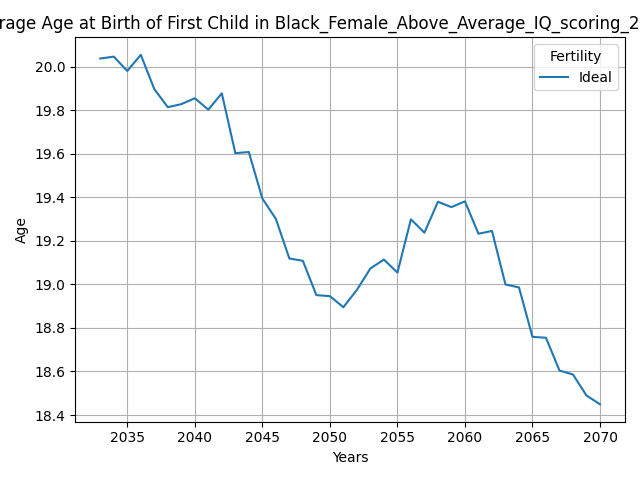 rage Age at Birth of First Child in Black_Female_Above_Average_IQ_scoring_2
Fertility
Ideal
20.0
19.8
19.6
19.4
19.2
19.0
18.8
18.6
18.4
Age
2035 2040 2045 2050 2055 2060 2065 2070
Years